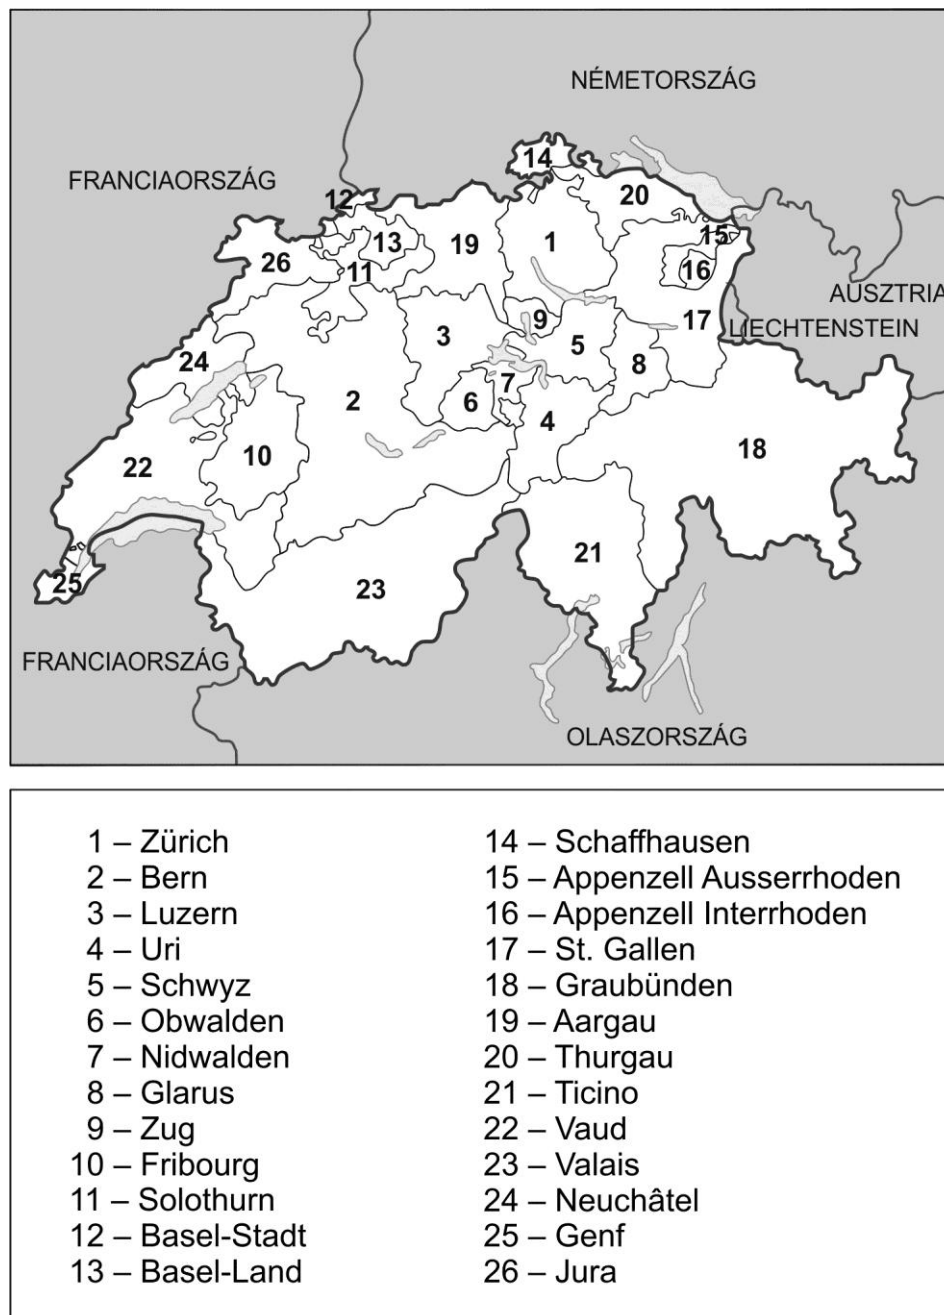 NÉMETORSZÁG
14
FRANCIAORSZÁG
20
12
15
13
19
1
26
11
16
AUSZTRIA
9
17
LIECHTENSTEIN
3
5
24
8
7
2
6
4
10
18
22
21
25
23
FRANCIAORSZÁG
OLASZORSZÁG
1 – Zürich
2 – Bern
3 – Luzern
4 – Uri
5 – Schwyz
6 – Obwalden
7 – Nidwalden
8 – Glarus
9 – Zug
10 – Fribourg
11 – Solothurn
12 – Basel-Stadt
13 – Basel-Land
14 – Schaffhausen
15 – Appenzell Ausserrhoden
16 – Appenzell Interrhoden
17 – St. Gallen
18 – Graubünden
19 – Aargau
20 – Thurgau
21 – Ticino
22 – Vaud
23 – Valais
24 – Neuchâtel
25 – Genf
26 – Jura